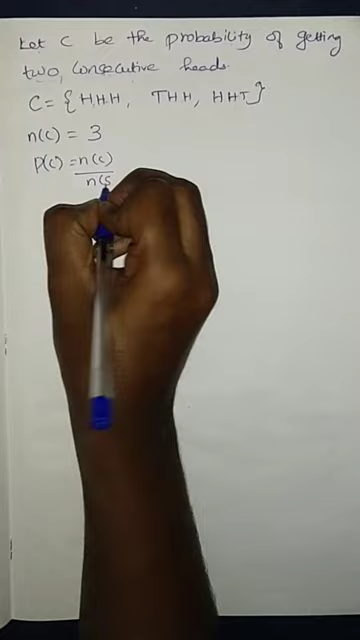 Let C be the probability of getting
two, consecutive heads.
C = { HHH, THH, HHT }
n(C) = 3
P(C) = n(C)
n(S